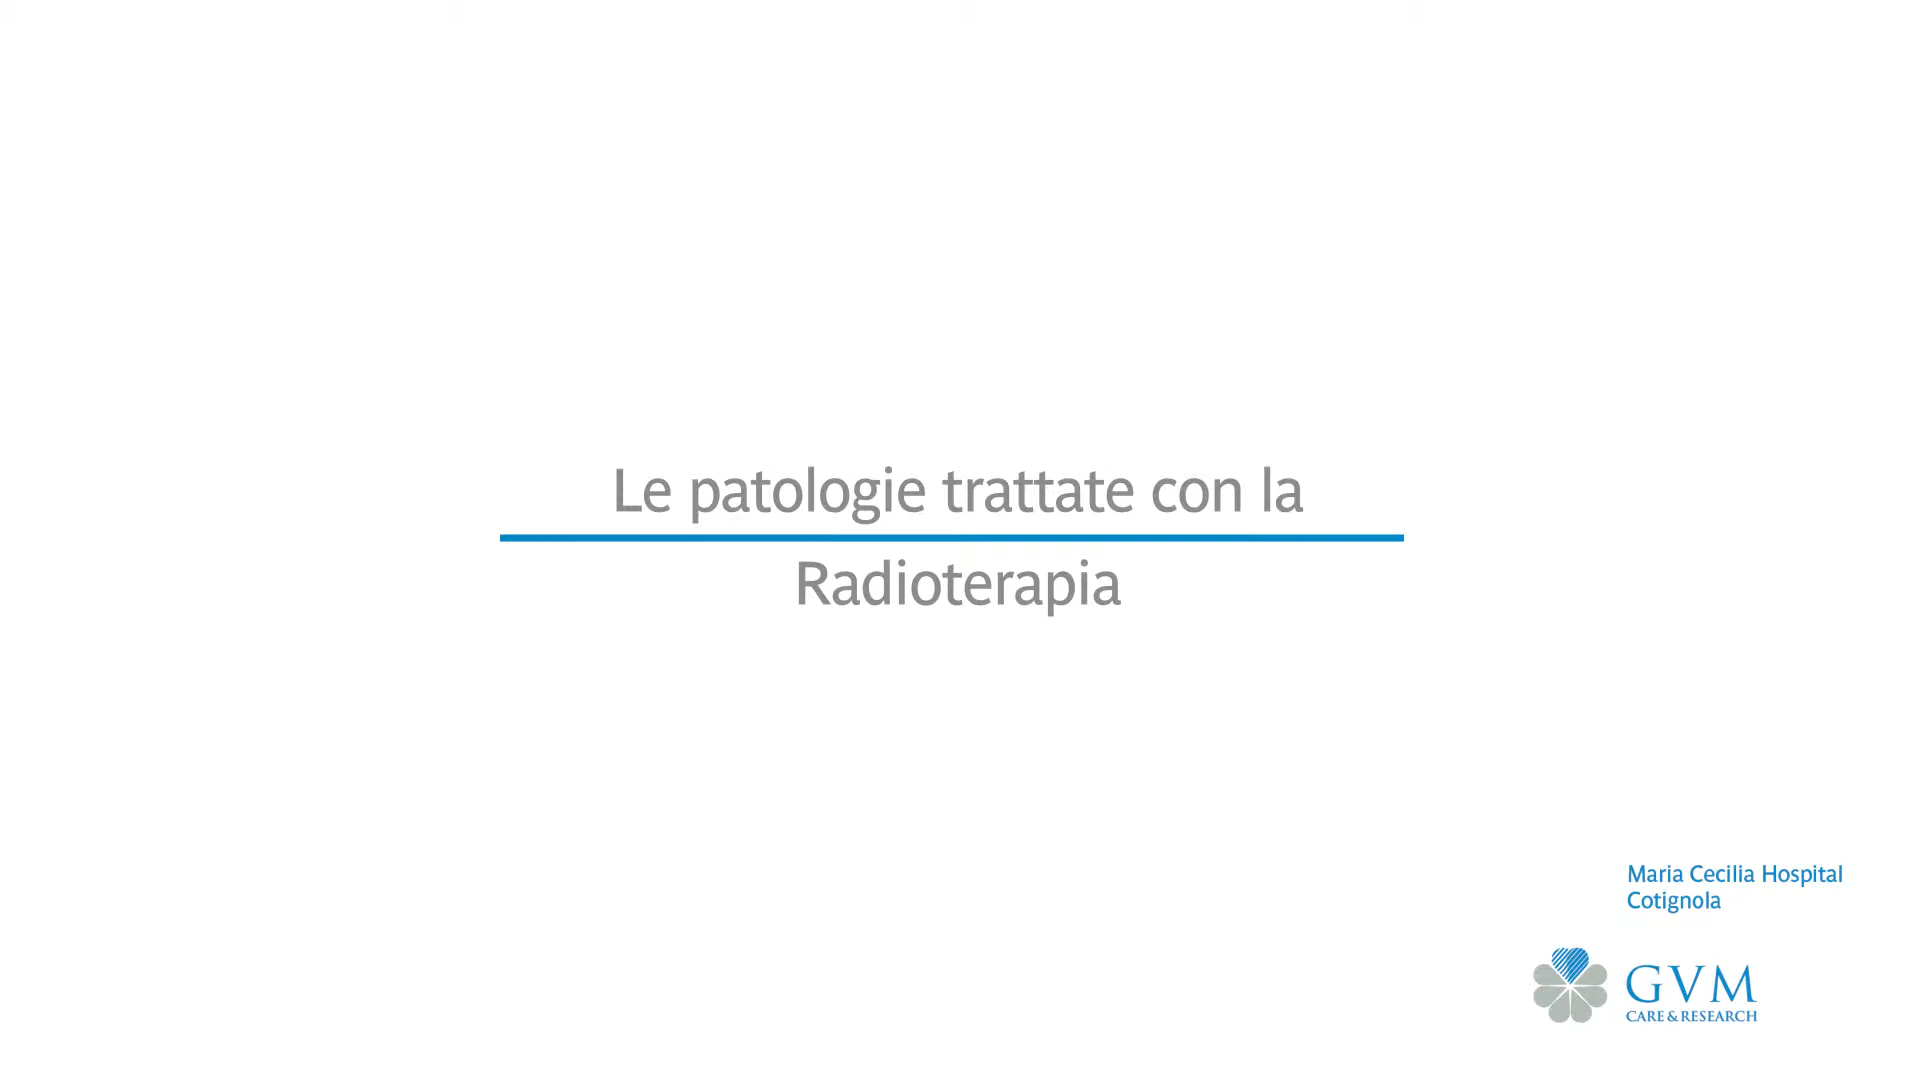 Le patologie trattate con la
Radioterapia
Maria Cecilia Hospital
Cotignola
GVM
CARE & RESEARCH